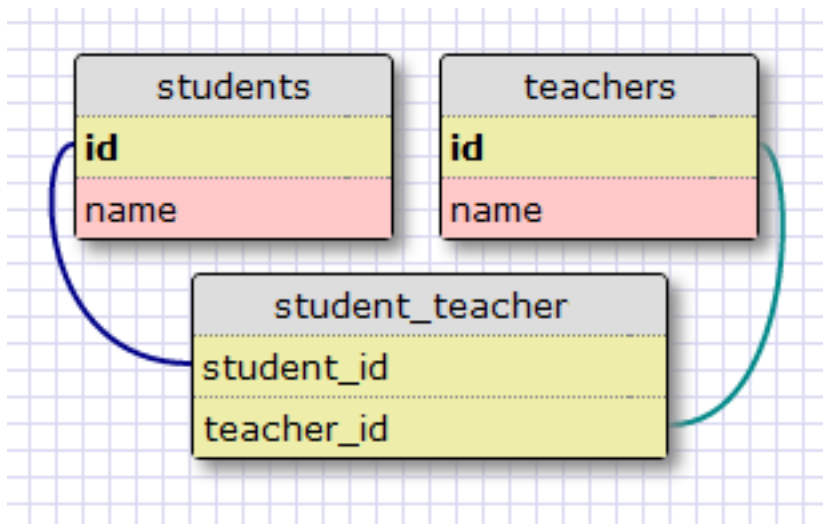 students
id
name
teachers
id
name
student_teacher
student_id
teacher_id